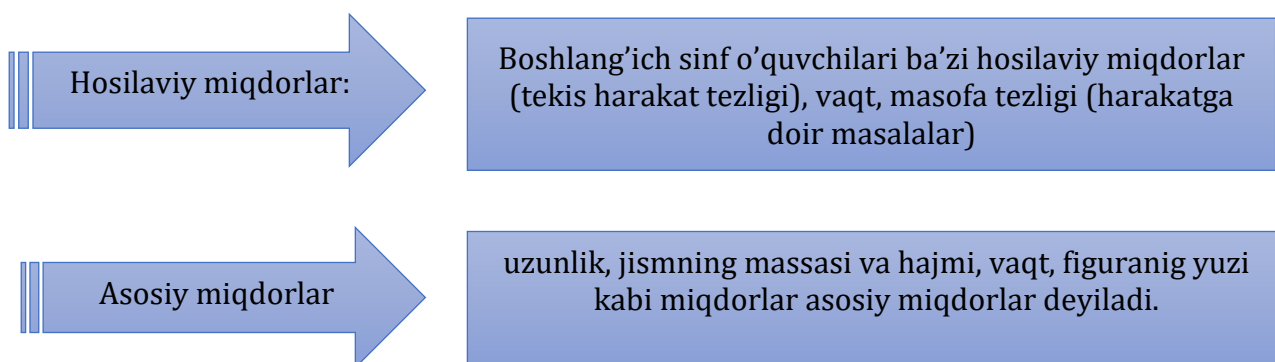 Hosilaviy miqdorlar:
Boshlang’ich sinf o’quvchilari ba’zi hosilaviy miqdorlar
(tekis harakat tezligi), vaqt, masofa tezligi (harakatga
doir masalalar)
Asosiy miqdorlar
uzunlik, jismning massasi va hajmi, vaqt, figuranig yuzi
kabi miqdorlar asosiy miqdorlar deyiladi.